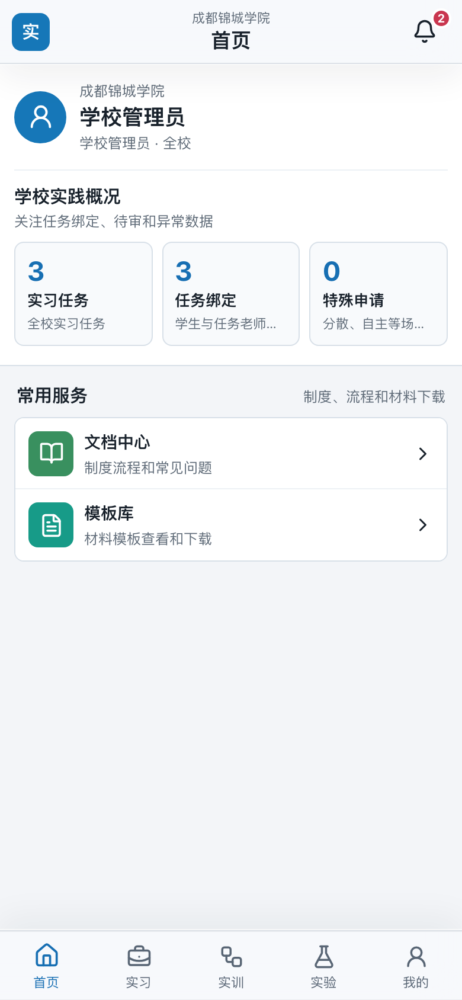 实
成都锦城学院
首页
2
成都锦城学院
学校管理员
学校管理员 · 全校
学校实践概况
关注任务绑定、待审和异常数据
3
实习任务
全校实习任务
3
任务绑定
学生与任务老师...
0
特殊申请
分散、自主等场...
常用服务
制度、流程和材料下载
文档中心
制度流程和常见问题
模板库
材料模板查看和下载
首页
实习
实训
实验
我的